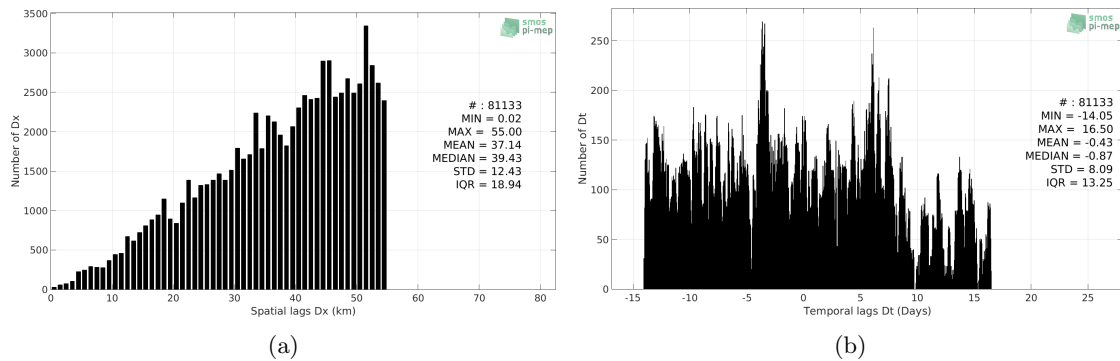 3500
3000
2500
2000
1500
1000
500
0
Number of Dx
0 10 20 30 40 50 60 70 80
Spatial lags Dx (km)
smos
pi-mep
# : 81133
MIN = 0.02
MAX = 55.00
MEAN = 37.14
MEDIAN = 39.43
STD = 12.43
IQR = 18.94
(a)
250
200
150
100
50
0
Number of Dt
-15 -10 -5 0 5 10 15 20 25
Temporal lags Dt (Days)
smos
pi-mep
# : 81133
MIN = -14.05
MAX = 16.50
MEAN = -0.43
MEDIAN = -0.87
STD = 8.09
IQR = 13.25
(b)